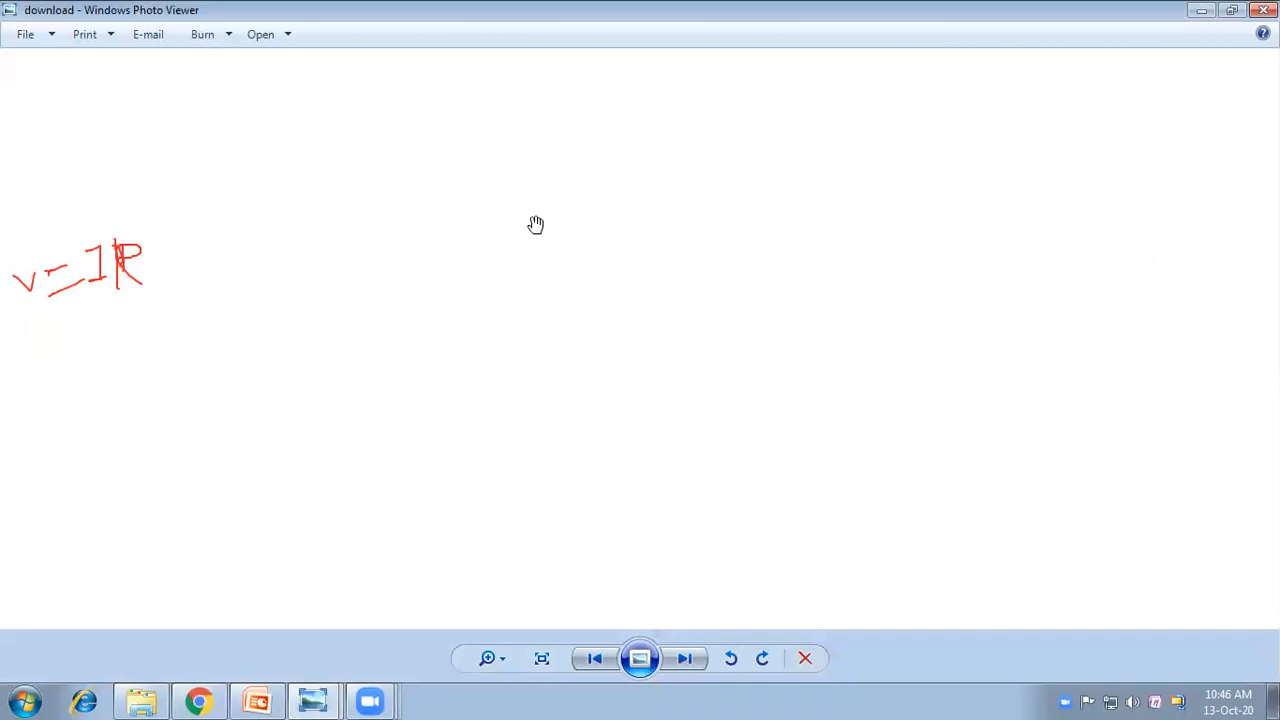 download - Windows Photo Viewer
File Print E-mail Burn Open
v=IR
10:46 AM
13-Oct-20